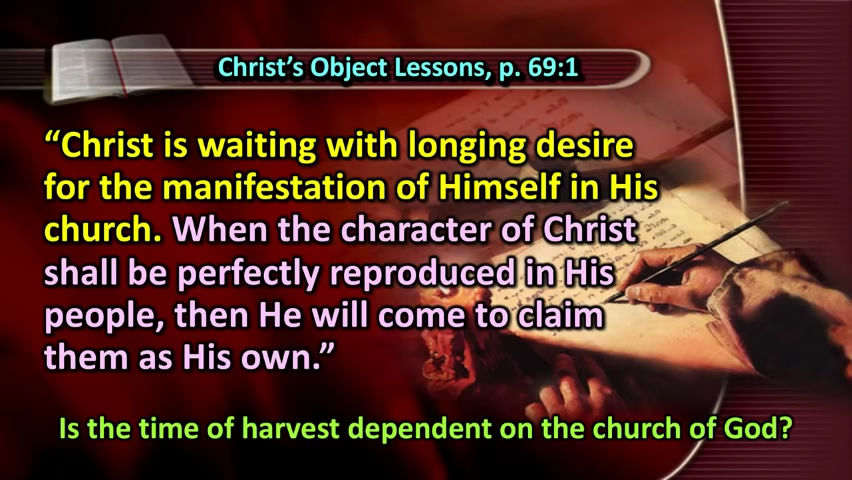 Christ’s Object Lessons, p. 69:1
“Christ is waiting with longing desire
for the manifestation of Himself in His
church. When the character of Christ
shall be perfectly reproduced in His
people, then He will come to claim
them as His own.”
Is the time of harvest dependent on the church of God?